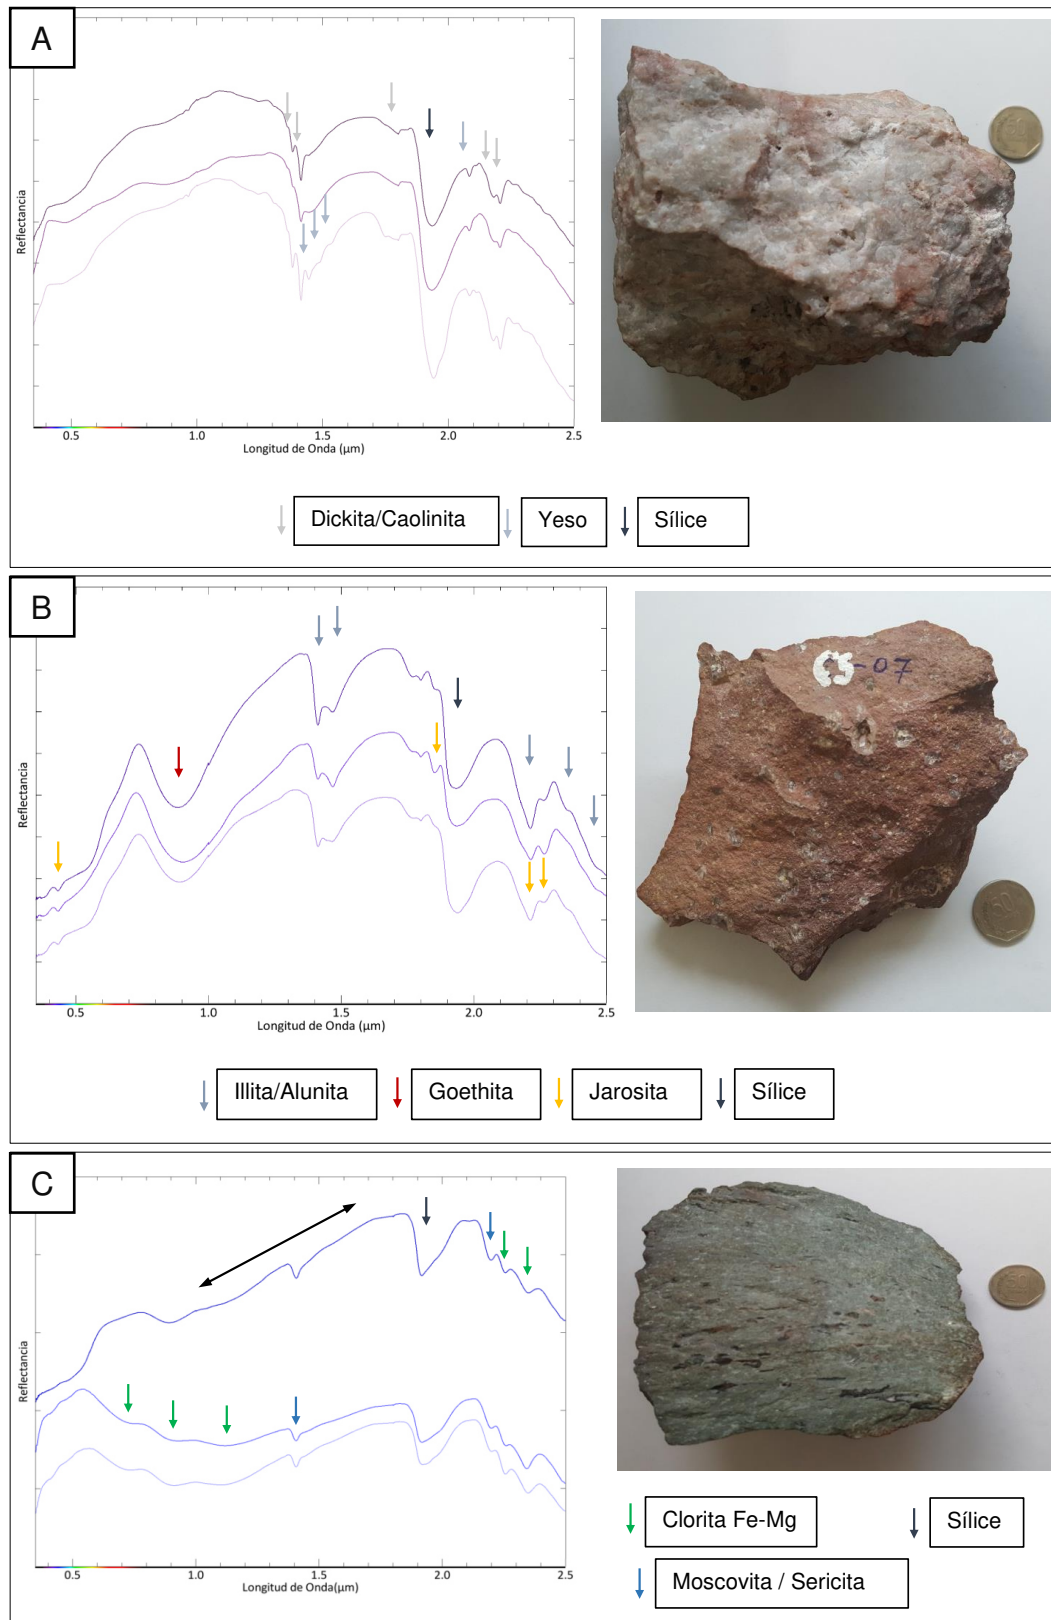 A
Reflectancia
0.5 1.0 1.5 2.0 2.5
Longitud de Onda (µm)
Dickita/Caolinita Yeso Sílice
B
Reflectancia
0.5 1.0 1.5 2.0 2.5
Longitud de Onda (µm)
CS-07
Illita/Alunita Goethita Jarosita Sílice
C
Reflectancia
0.5 1.0 1.5 2.0 2.5
Longitud de Onda(µm)
Clorita Fe-Mg Sílice
Moscovita / Sericita